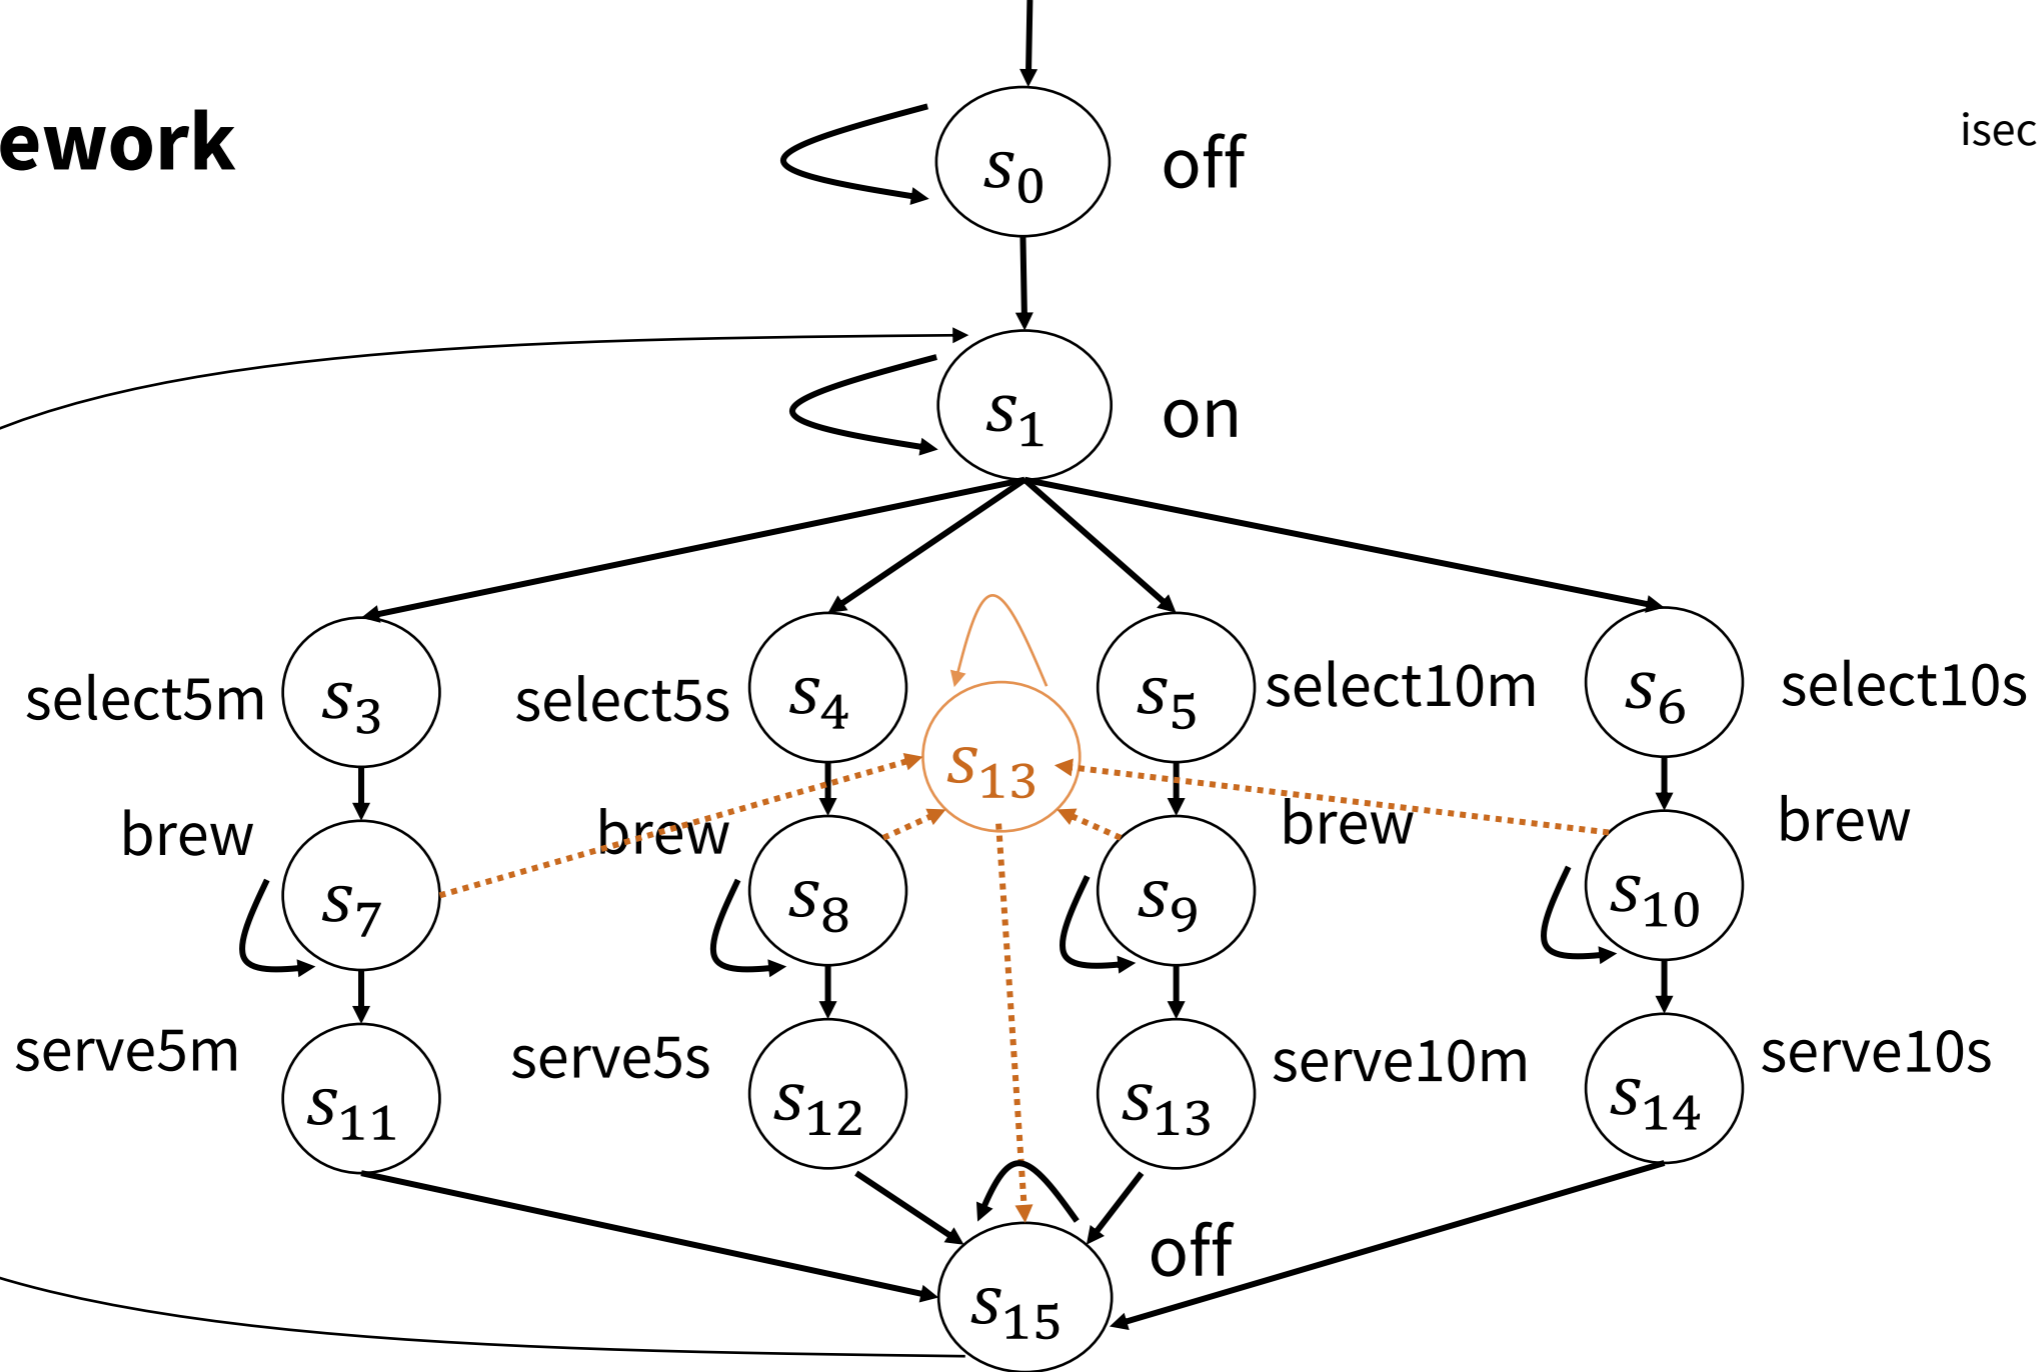 ework
isec
s₀ off
s₁ on
select5m s₃ select5s s₄ s₅ select10m s₆ select10s
s₁₃
brew brew brew brew
s₇ s₈ s₉ s₁₀
serve5m serve5s serve10m serve10s
s₁₁ s₁₂ s₁₃ s₁₄
off
s₁₅